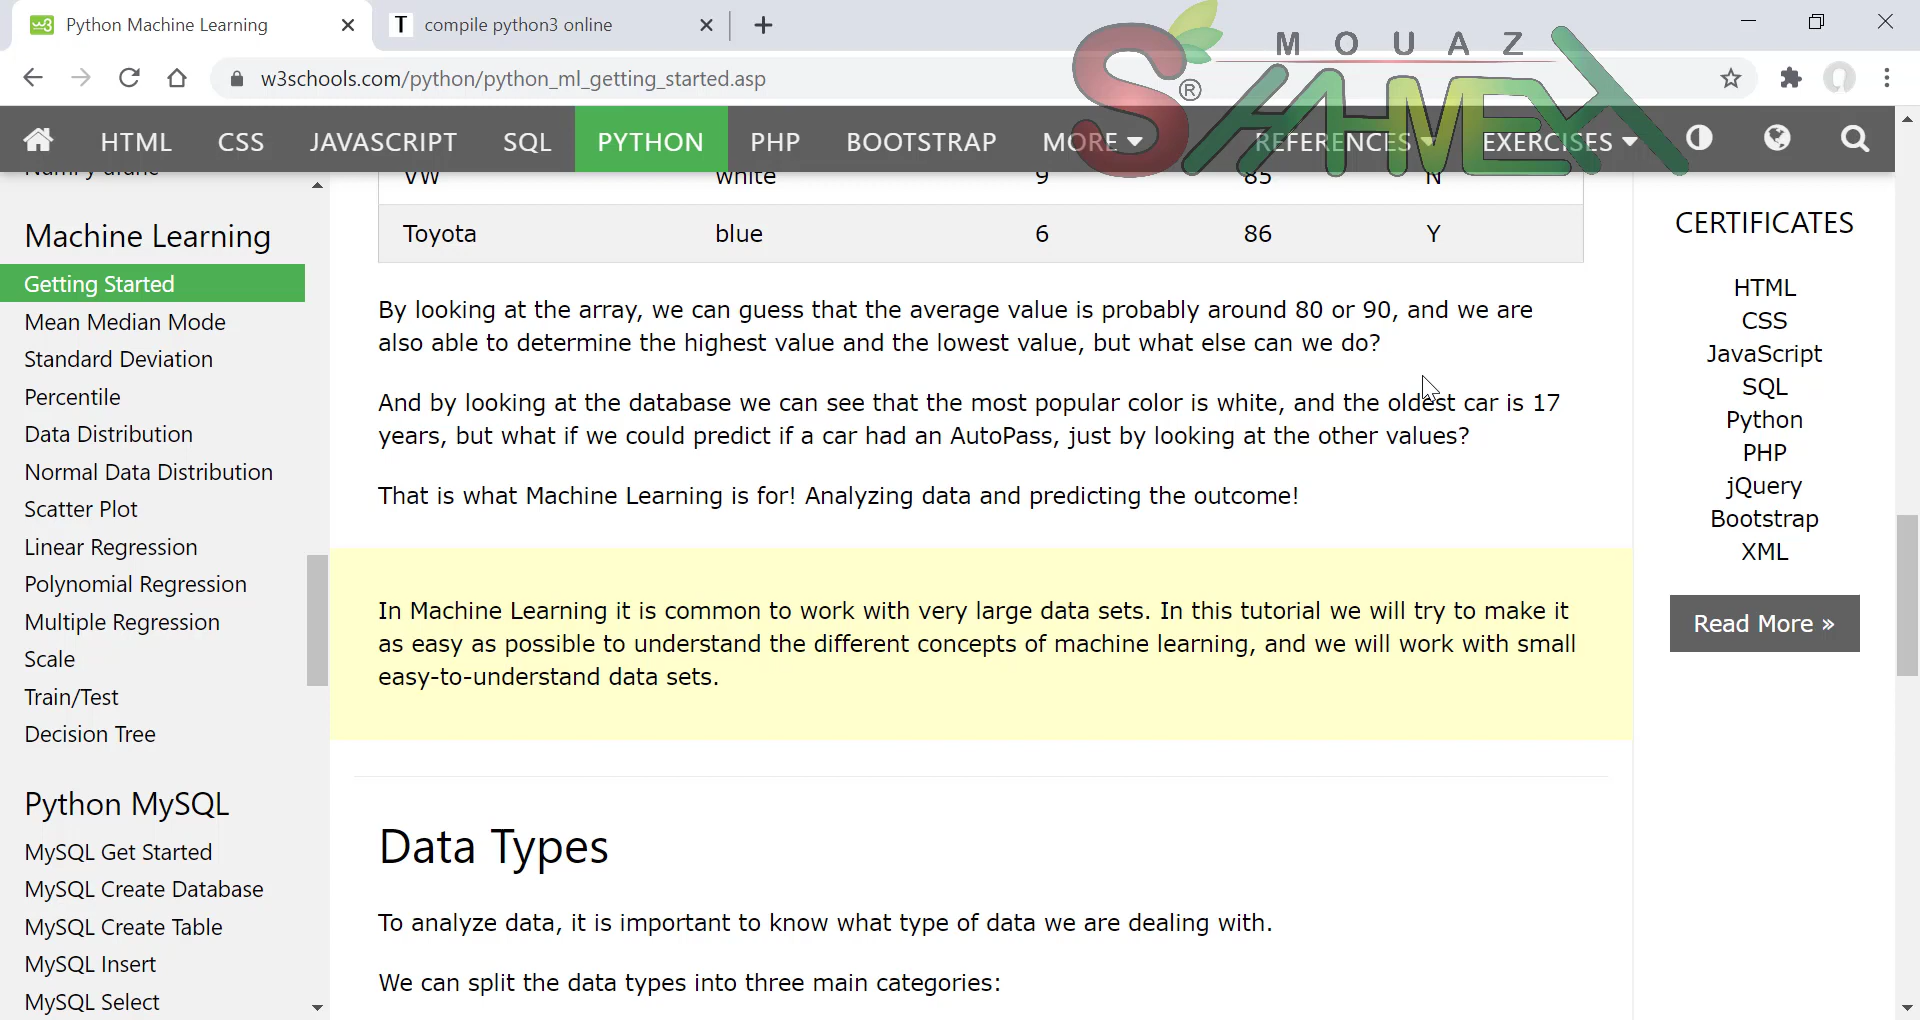 Python Machine Learning
T compile python3 online
w3schools.com/python/python_ml_getting_started.asp
MOUAZ
S®HAHMEX
HTML CSS JAVASCRIPT SQL PYTHON PHP BOOTSTRAP MORE REFERENCES EXERCISES
Machine Learning
Getting Started
Mean Median Mode
Standard Deviation
Percentile
Data Distribution
Normal Data Distribution
Scatter Plot
Linear Regression
Polynomial Regression
Multiple Regression
Scale
Train/Test
Decision Tree
Python MySQL
MySQL Get Started
MySQL Create Database
MySQL Create Table
MySQL Insert
MySQL Select
VW white 9 85 N
Toyota blue 6 86 Y
By looking at the array, we can guess that the average value is probably around 80 or 90, and we are
also able to determine the highest value and the lowest value, but what else can we do?
And by looking at the database we can see that the most popular color is white, and the oldest car is 17
years, but what if we could predict if a car had an AutoPass, just by looking at the other values?
That is what Machine Learning is for! Analyzing data and predicting the outcome!
In Machine Learning it is common to work with very large data sets. In this tutorial we will try to make it
as easy as possible to understand the different concepts of machine learning, and we will work with small
easy-to-understand data sets.
Data Types
To analyze data, it is important to know what type of data we are dealing with.
We can split the data types into three main categories:
CERTIFICATES
HTML
CSS
JavaScript
SQL
Python
PHP
jQuery
Bootstrap
XML
Read More »